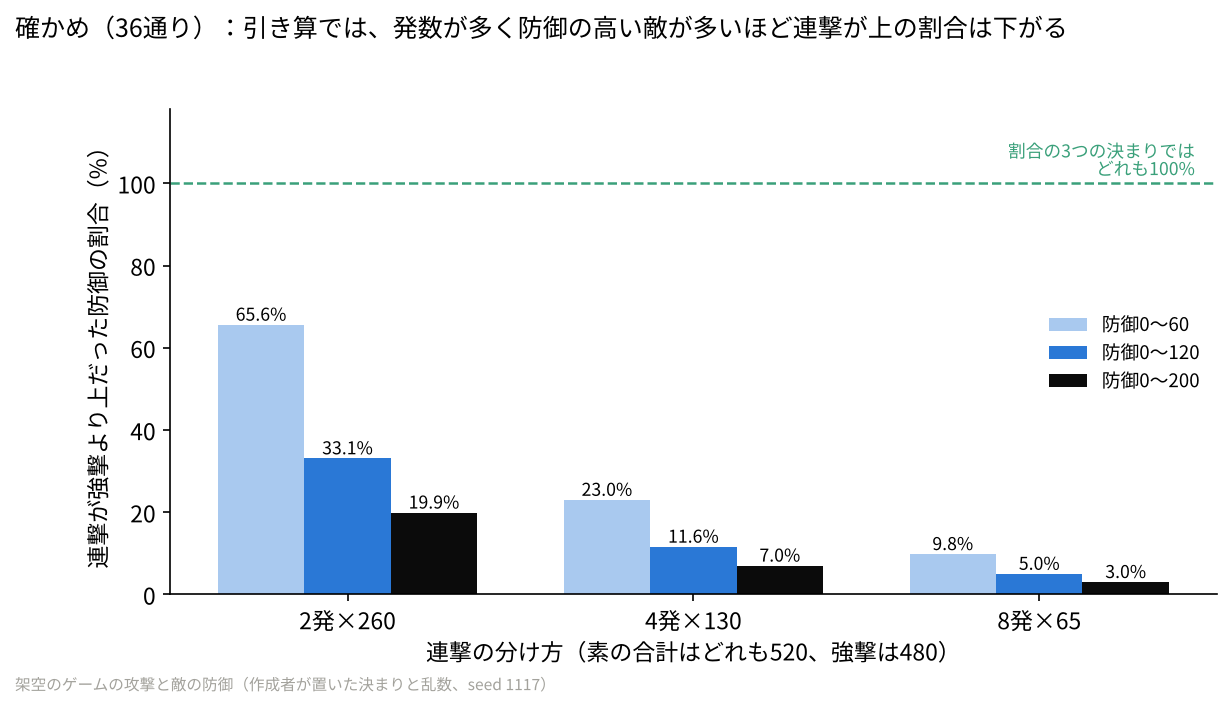 確かめ（36通り）：引き算では、発数が多く防御の高い敵が多いほど連撃が上の割合は下がる
割合の3つの決まりでは
どれも100%
連撃が強撃より上だった防御の割合（%）
100
80
60
40
20
0
65.6%
33.1%
19.9%
23.0%
11.6%
7.0%
9.8%
5.0%
3.0%
防御0〜60
防御0〜120
防御0〜200
2発×260
4発×130
8発×65
連撃の分け方（素の合計はどれも520、強撃は480）
架空のゲームの攻撃と敵の防御（作成者が置いた決まりと乱数、seed 1117）